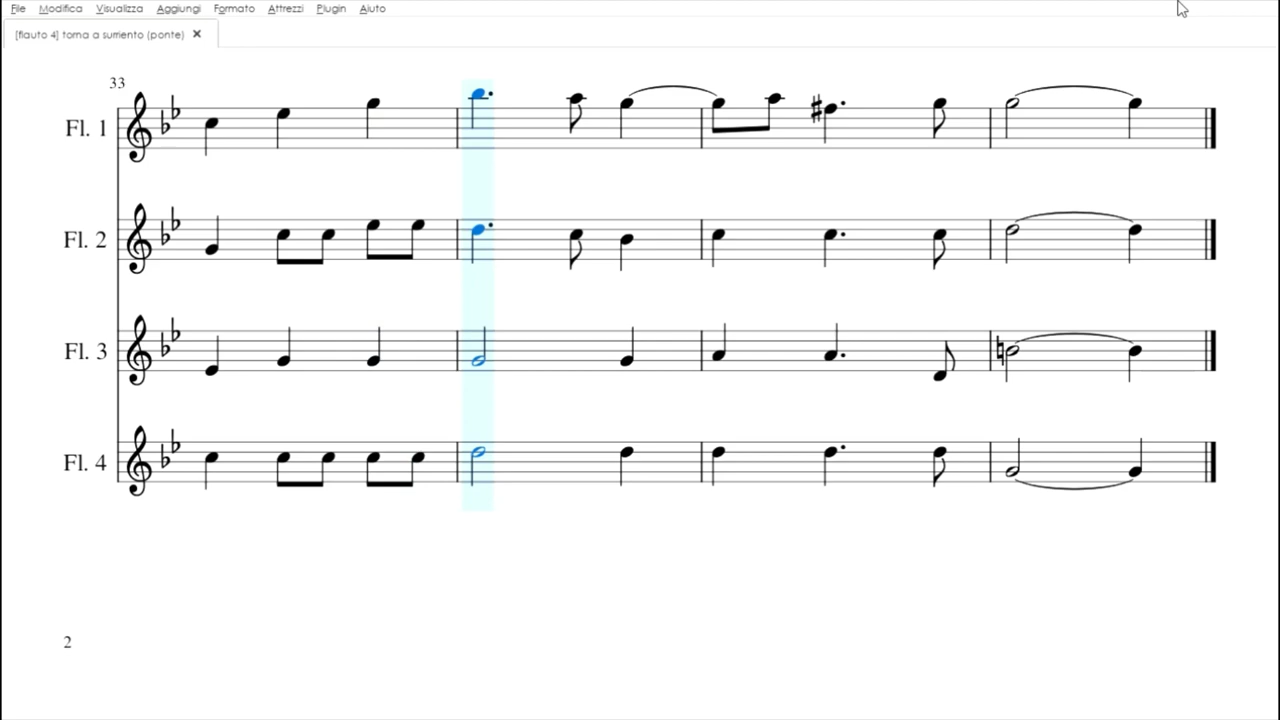 File Modifica Visualizza Aggiungi Formato Attrezzi Plugin Aiuto
[flauto 4] torna a surriento (ponte) ✕
33
Fl. 1
Fl. 2
Fl. 3
Fl. 4
2